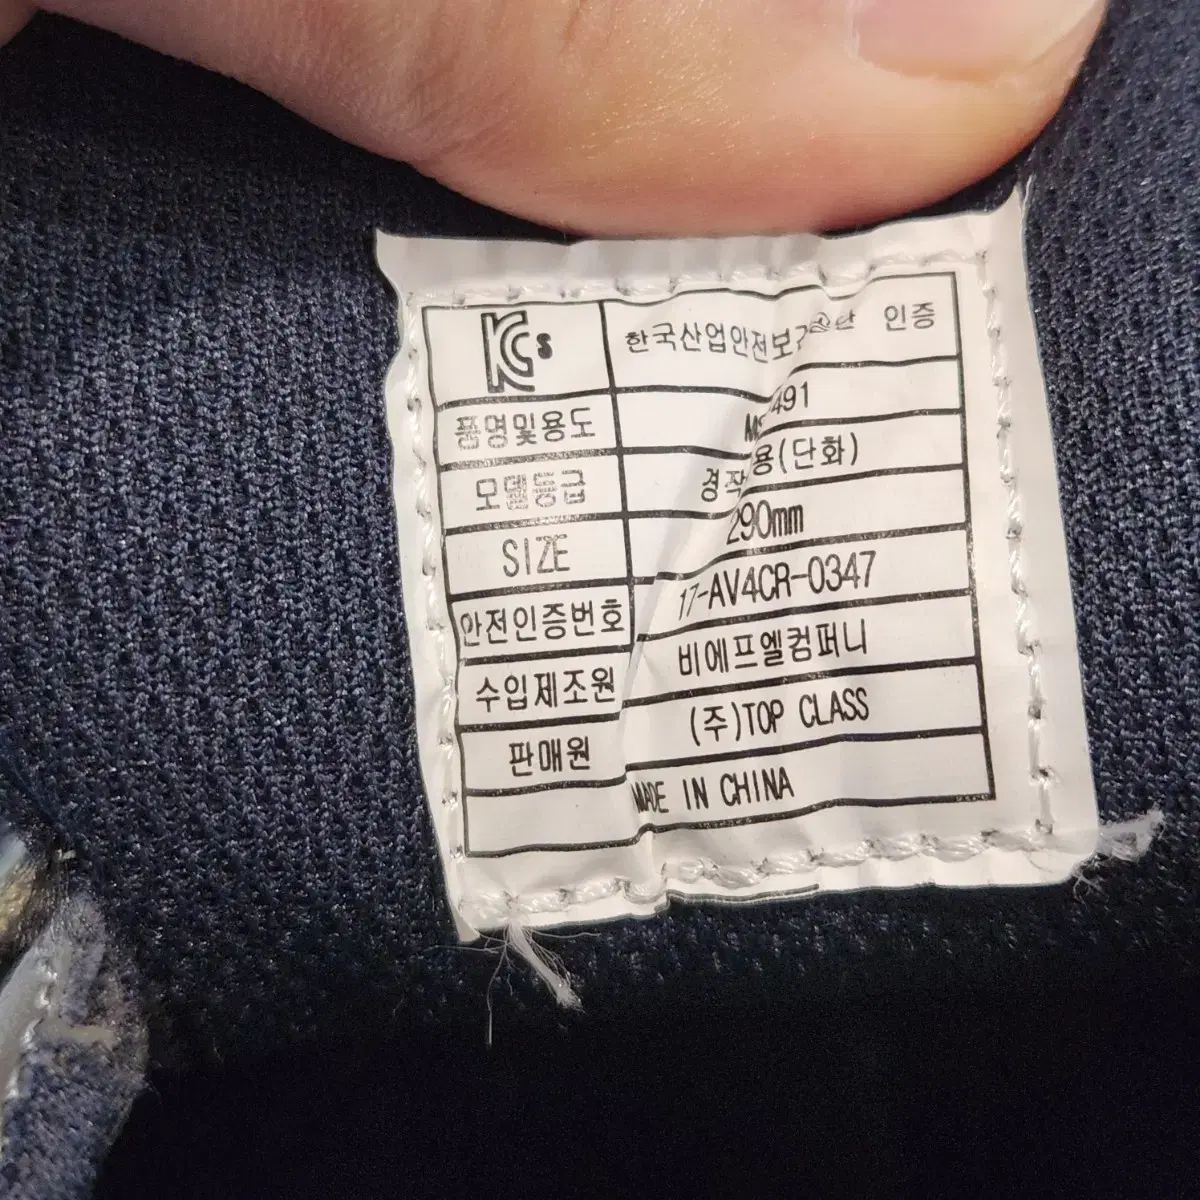 KCs 한국산업안전보건공단 인증
품명및용도 491
모델등급 용(단화)
SIZE 290mm
안전인증번호 17-AV4CR-0347
수입제조원 비에프엘컴퍼니
판매원 (주)TOP CLASS
MADE IN CHINA